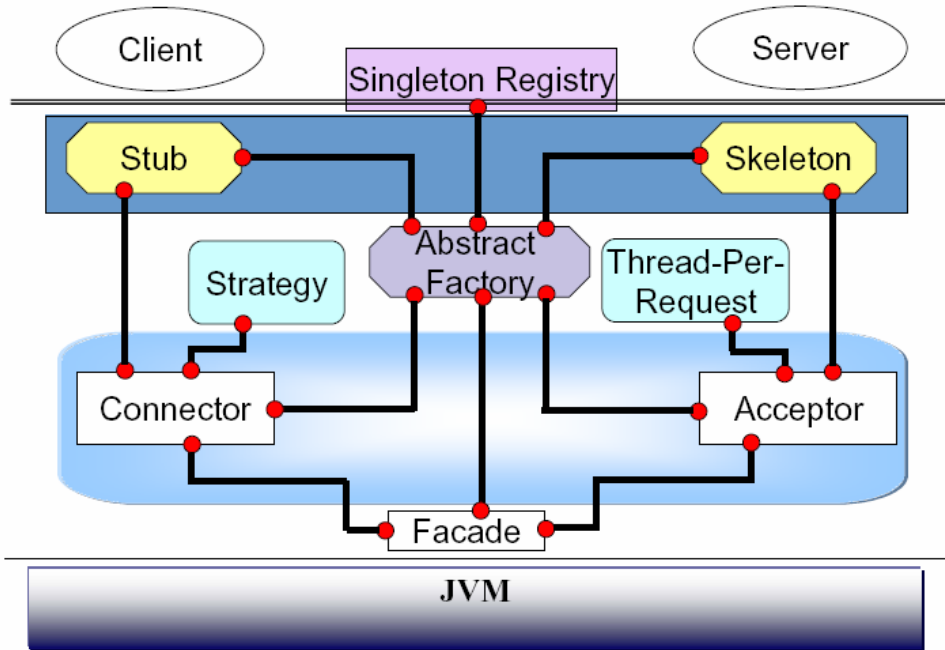 Client
Server
Singleton Registry
Stub
Skeleton
Abstract
Factory
Strategy
Thread-Per-
Request
Connector
Acceptor
Facade
JVM